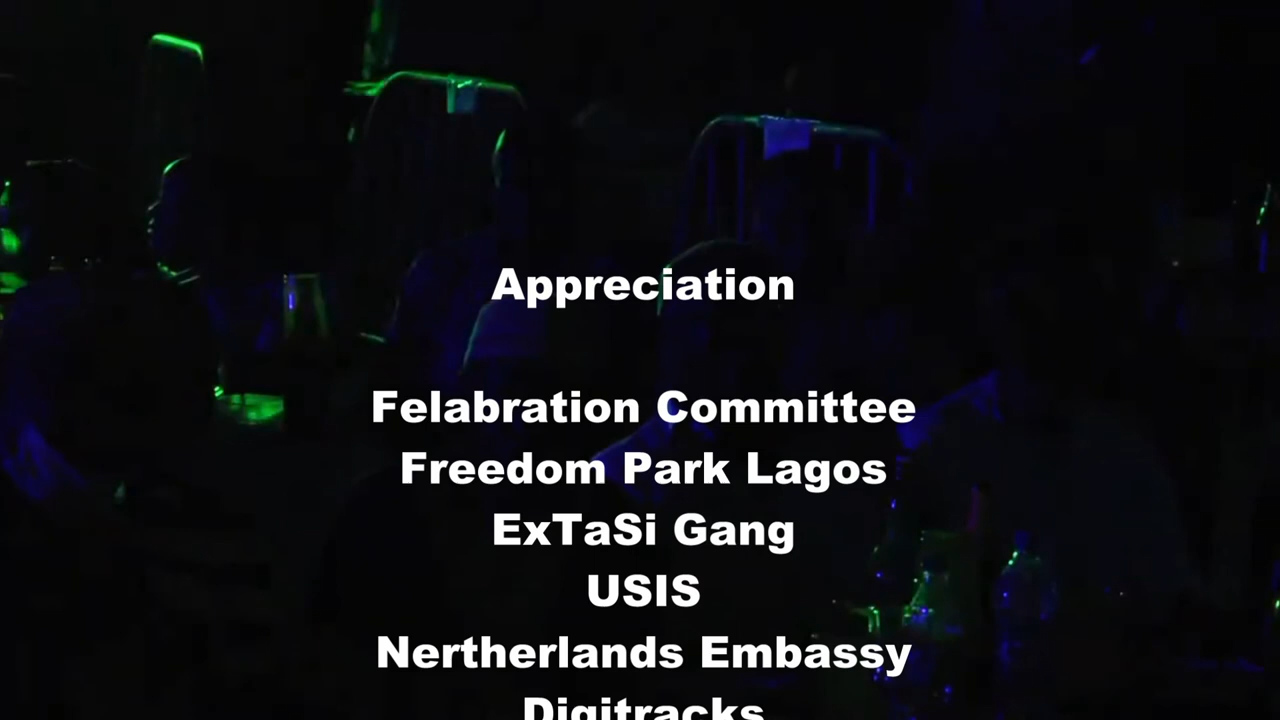 Appreciation
Felabration Committee
Freedom Park Lagos
ExTaSi Gang
USIS
Nertherlands Embassy
Digitracks